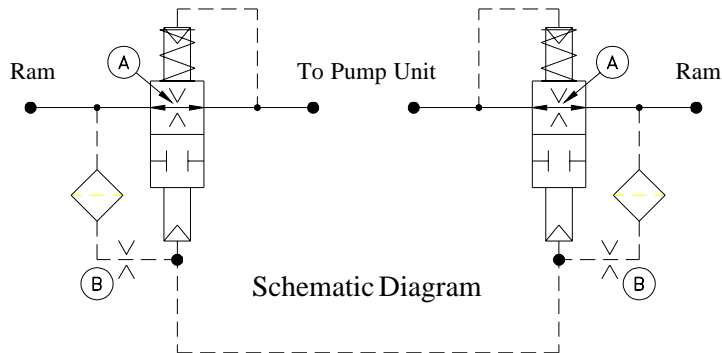 Ram
A
To Pump Unit
A
Ram
B
Schematic Diagram
B